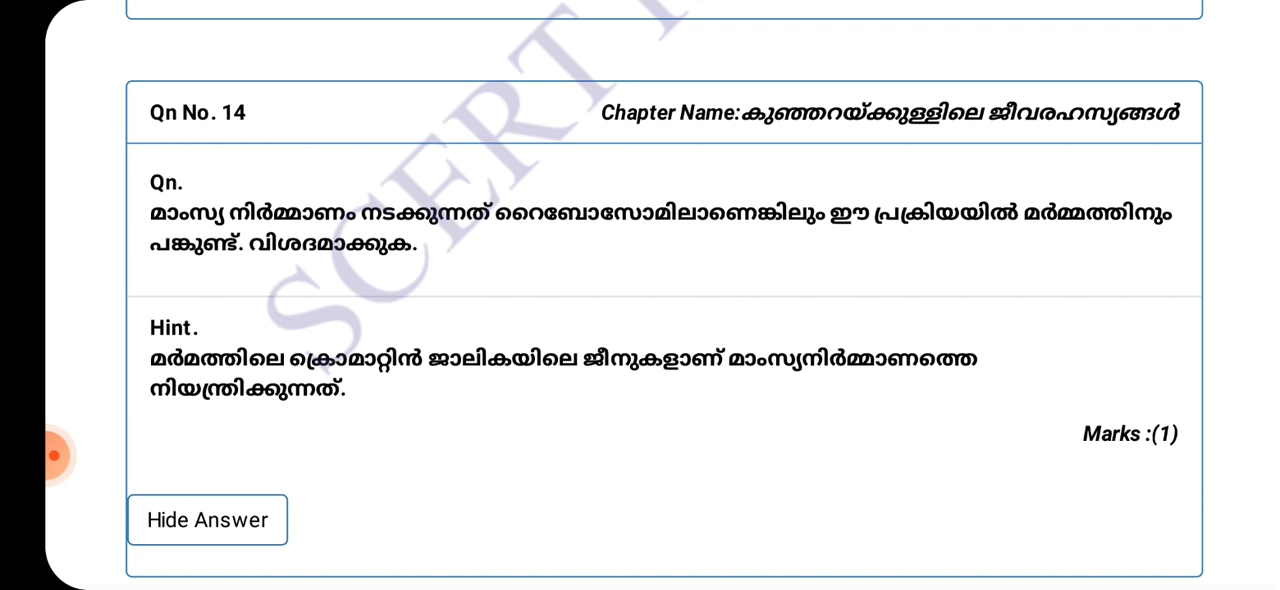 Qn No. 14
Chapter Name:കുഞ്ഞറയ്ക്കുള്ളിലെ ജീവരഹസ്യങ്ങൾ
Qn.
മാംസ്യ നിർമ്മാണം നടക്കുന്നത് റൈബോസോമിലാണെങ്കിലും ഈ പ്രക്രിയയിൽ മർമ്മത്തിനും
പങ്കുണ്ട്. വിശദമാക്കുക.
Hint.
മർമത്തിലെ ക്രൊമാറ്റിൻ ജാലികയിലെ ജീനുകളാണ് മാംസ്യനിർമ്മാണത്തെ
നിയന്ത്രിക്കുന്നത്.
Marks :(1)
Hide Answer
SCERT